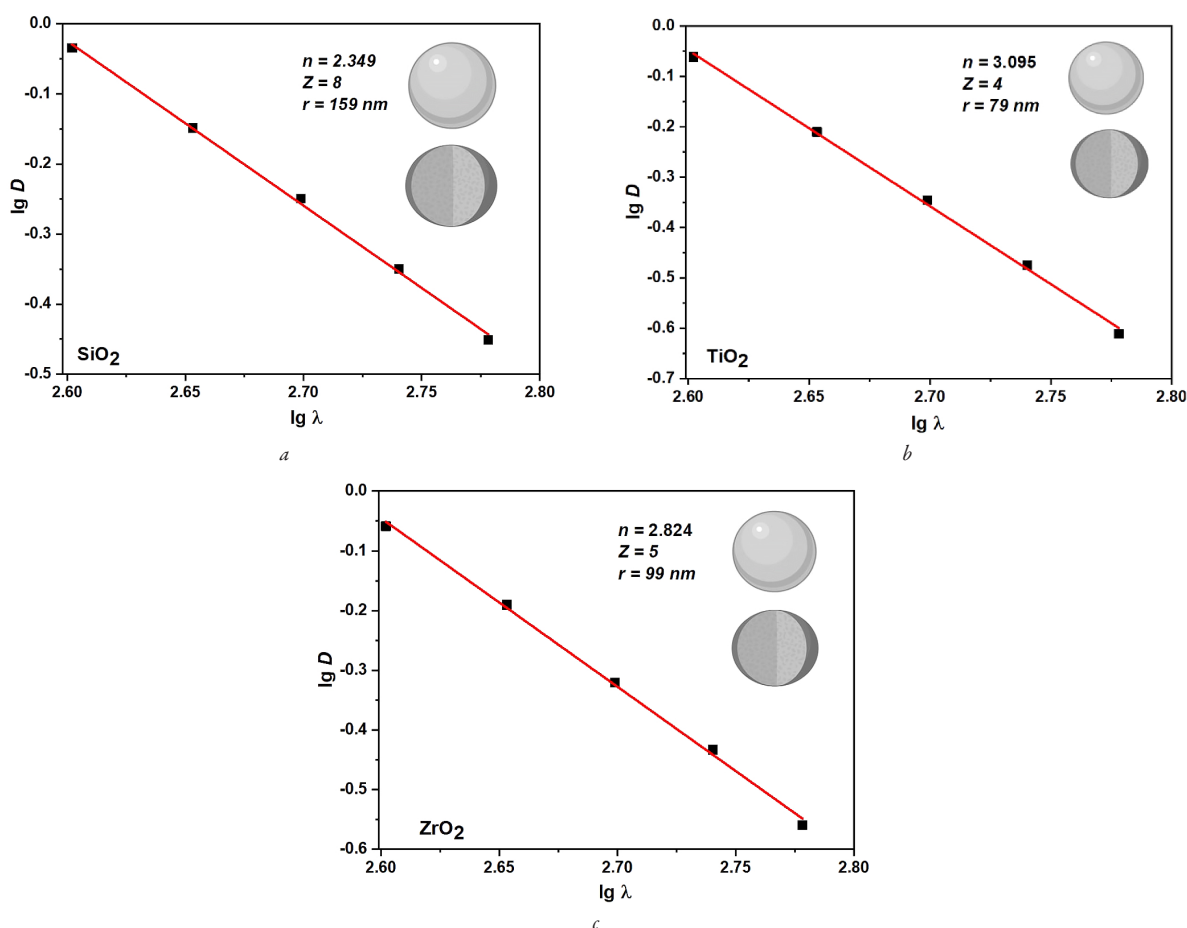 0.0
-0.1
-0.2
-0.3
-0.4
-0.5
lg D
n = 2.349
Z = 8
r = 159 nm
SiO2
2.60 2.65 2.70 2.75 2.80
lg λ
a
0.0
-0.1
-0.2
-0.3
-0.4
-0.5
-0.6
-0.7
lg D
n = 3.095
Z = 4
r = 79 nm
TiO2
2.60 2.65 2.70 2.75 2.80
lg λ
b
0.0
-0.1
-0.2
-0.3
-0.4
-0.5
-0.6
lg D
n = 2.824
Z = 5
r = 99 nm
ZrO2
2.60 2.65 2.70 2.75 2.80
lg λ
c